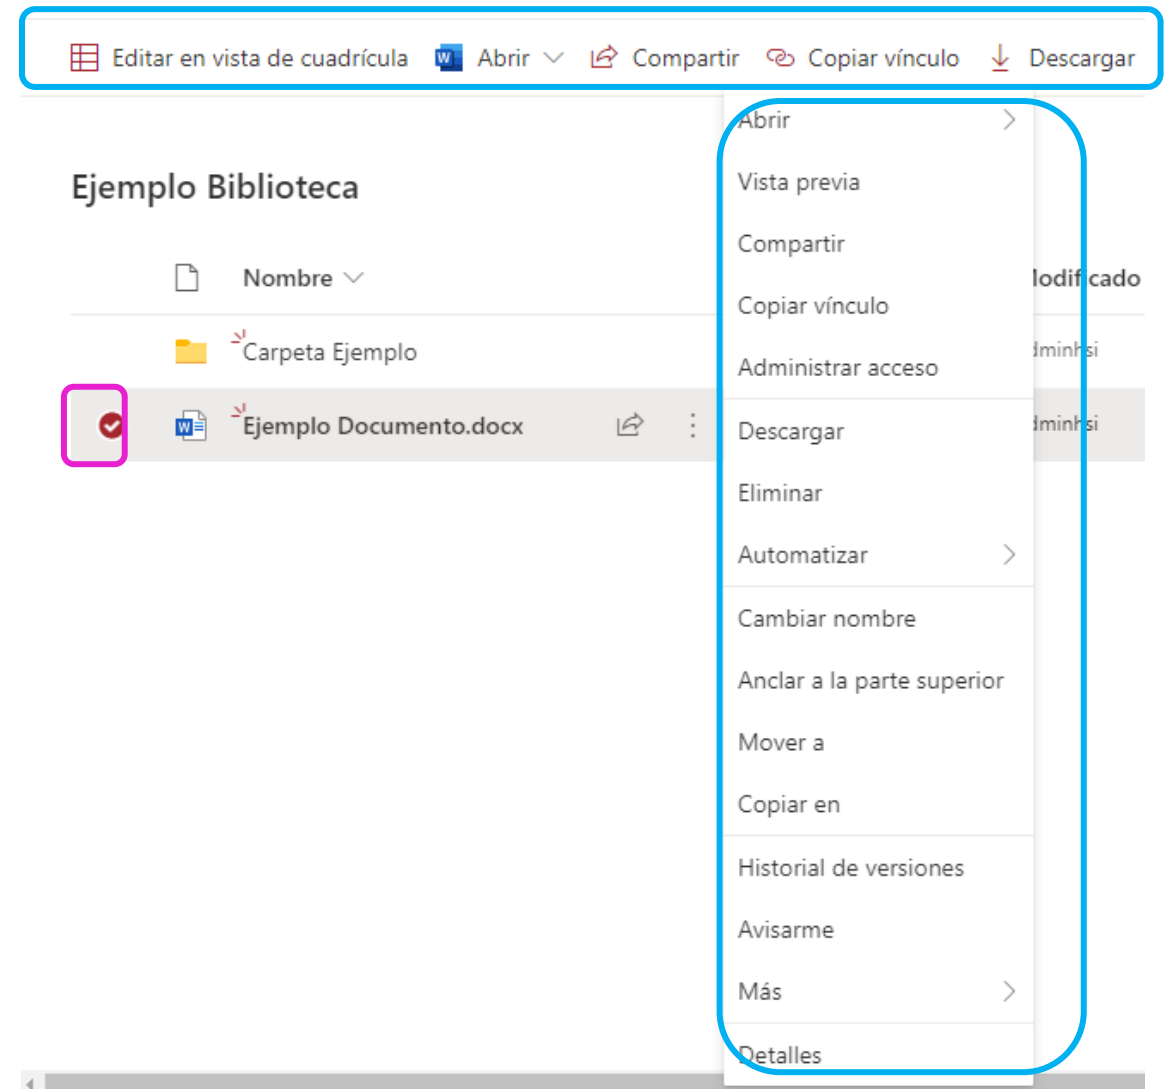 Editar en vista de cuadrícula Abrir Compartir Copiar vínculo Descargar
Ejemplo Biblioteca
Nombre
Carpeta Ejemplo
Ejemplo Documento.docx
Abrir
Vista previa
Compartir
Copiar vínculo
Administrar acceso
Descargar
Eliminar
Automatizar
Cambiar nombre
Anclar a la parte superior
Mover a
Copiar en
Historial de versiones
Avisarme
Más
Detalles